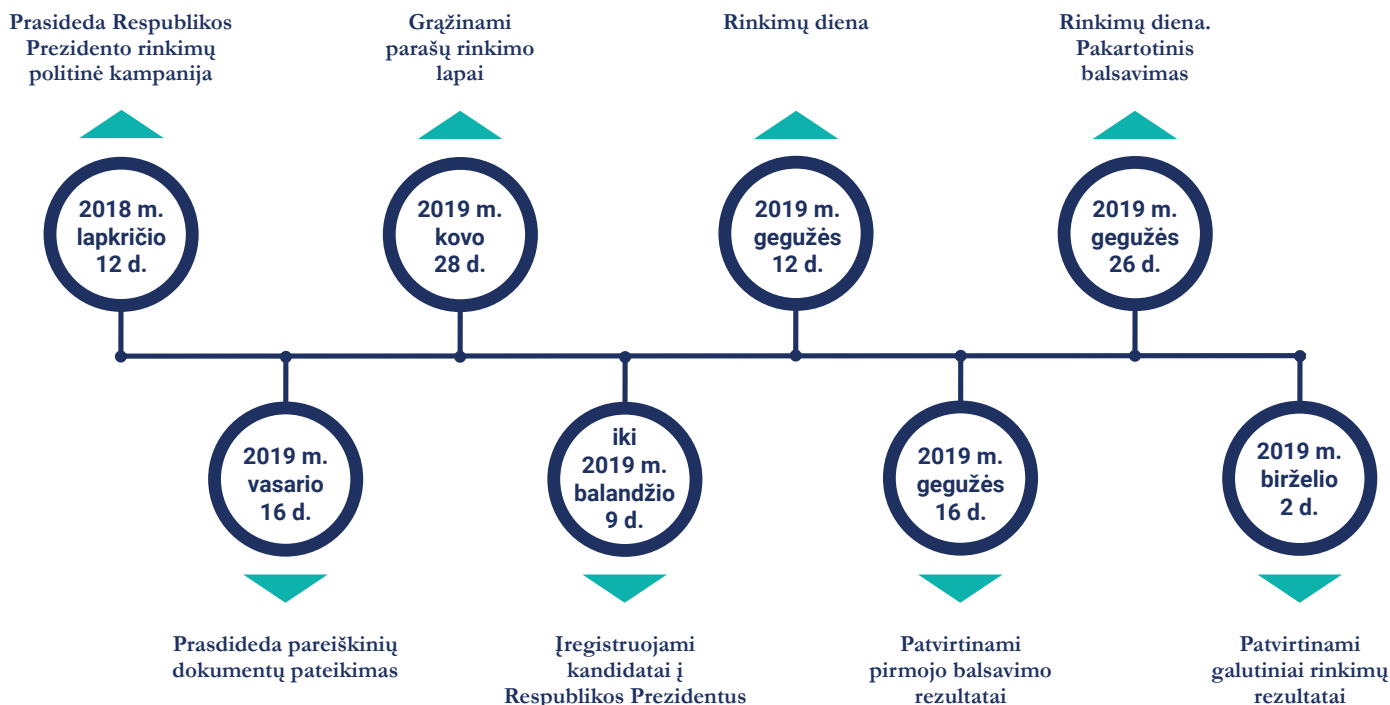 Prasideda Respublikos
Prezidento rinkimų
politinė kampanija
2018 m.
lapkričio
12 d.
2019 m.
vasario
16 d.
Prasdideda pareiškinių
dokumentų pateikimas
Grąžinami
parašų rinkimo
lapai
2019 m.
kovo
28 d.
iki
2019 m.
balandžio
9 d.
Įregistruojami
kandidatai į
Respublikos Prezidentus
Rinkimų diena
2019 m.
gegužės
12 d.
2019 m.
gegužės
16 d.
Patvirtinami
pirmojo balsavimo
rezultatai
Rinkimų diena.
Pakartotinis
balsavimas
2019 m.
gegužės
26 d.
2019 m.
birželio
2 d.
Patvirtinami
galutiniai rinkimų
rezultatai